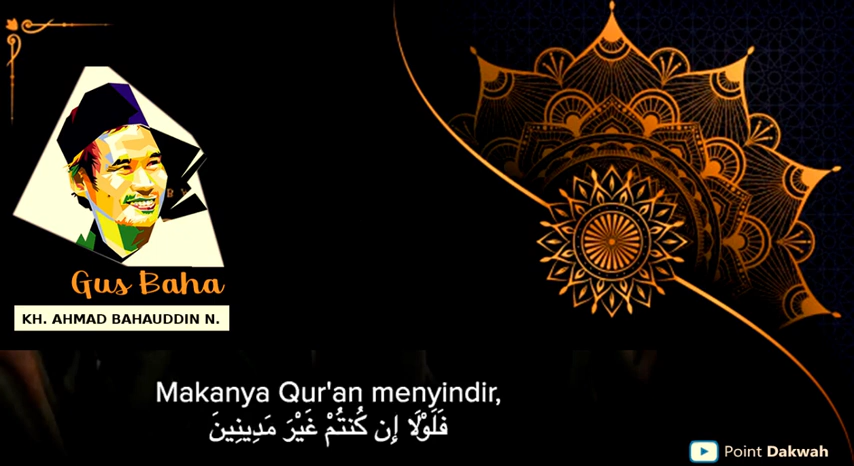 Gus Baha
KH. AHMAD BAHAUDDIN N.
Makanya Qur'an menyindir,
فَلَوْلَا إِن كُنتُمْ غَيْرَ مَدِينِينَ
Point Dakwah